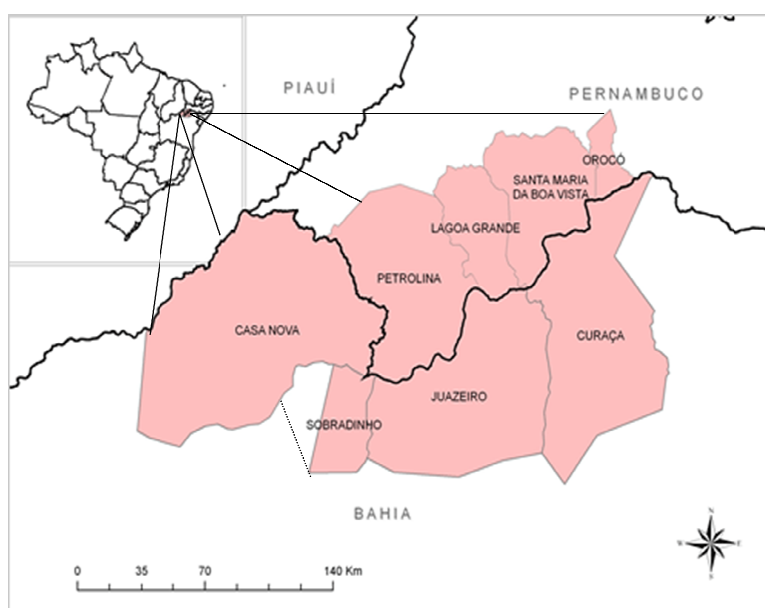 PIAUÍ
PERNAMBUCO
OROCÓ
SANTA MARIA
DA BOA VISTA
LAGOA GRANDE
PETROLINA
CASA NOVA
CURAÇA
JUAZEIRO
SOBRADINHO
BAHIA
N
W E
S
0 35 70 140 Km